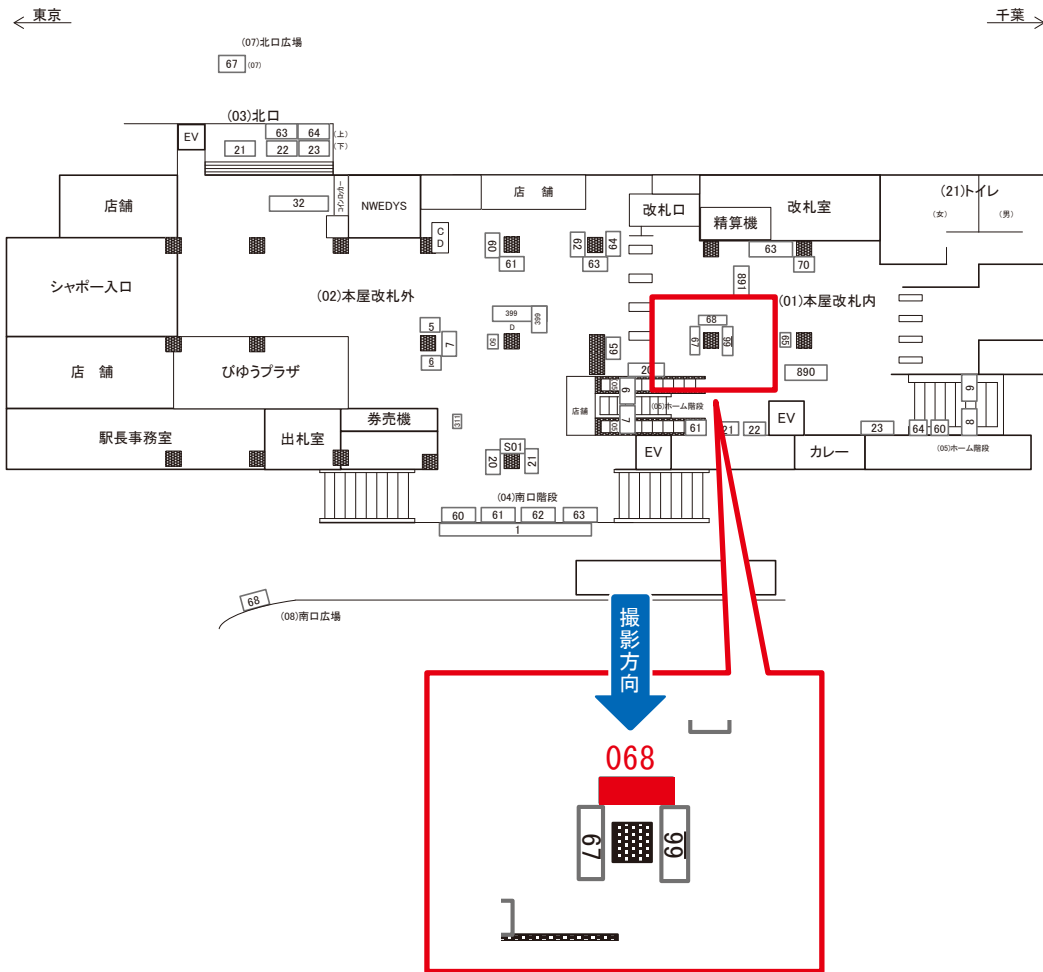 東京
千葉
(07)北口広場
67 (07)
(03)北口
EV
63 64 (上)
21 22 23 (下)
店舗
32
コインロッカー
NWEDYS
CD
店 舗
改札口
精算機
改札室
(21)トイレ
(女)
(男)
60
61
62
63
64
63
70
891
シャポー入口
(02)本屋改札外
(01)本屋改札内
399
399
D
50
5
7
6
65
68
67
99
65
890
20
店 舗
びゆうプラザ
店舗
(05)ホーム階段
6
7
61
21
22
EV
23
64
60
9
8
駅長事務室
出札室
券売機
131
S01
20
21
EV
カレー
(05)ホーム階段
(04)南口階段
60 61 62 63
1
68
(08)南口広場
撮影方向
068
67
99